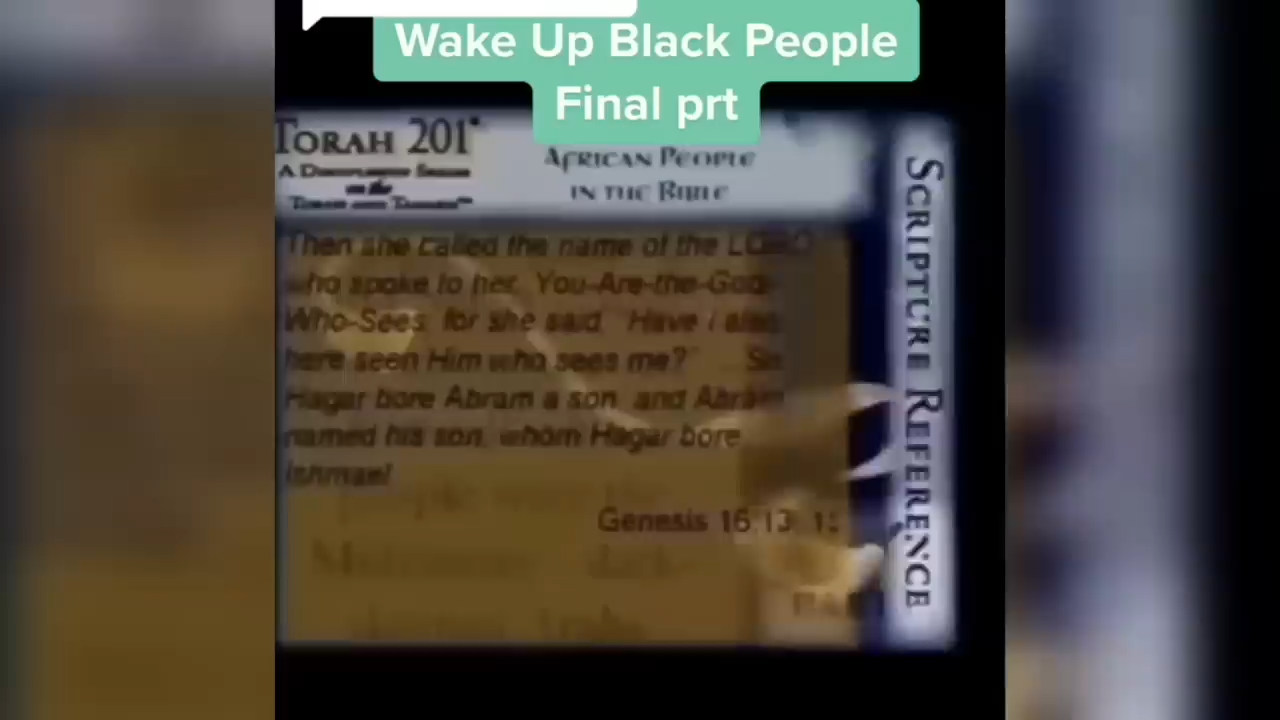 Wake Up Black People
Final prt
TORAH 201
AFRICAN PEOPLE
IN THE BIBLE
on the
SCRIPTURE REFERENCE
Then she called the name of the LORD
who spoke to her, You-Are-the-God-
Who-Sees; for she said, "Have I also
here seen Him who sees me?" ... So
Hagar bore Abram a son, and Abram
named his son, whom Hagar bore
Ishmael
Genesis 16:13,